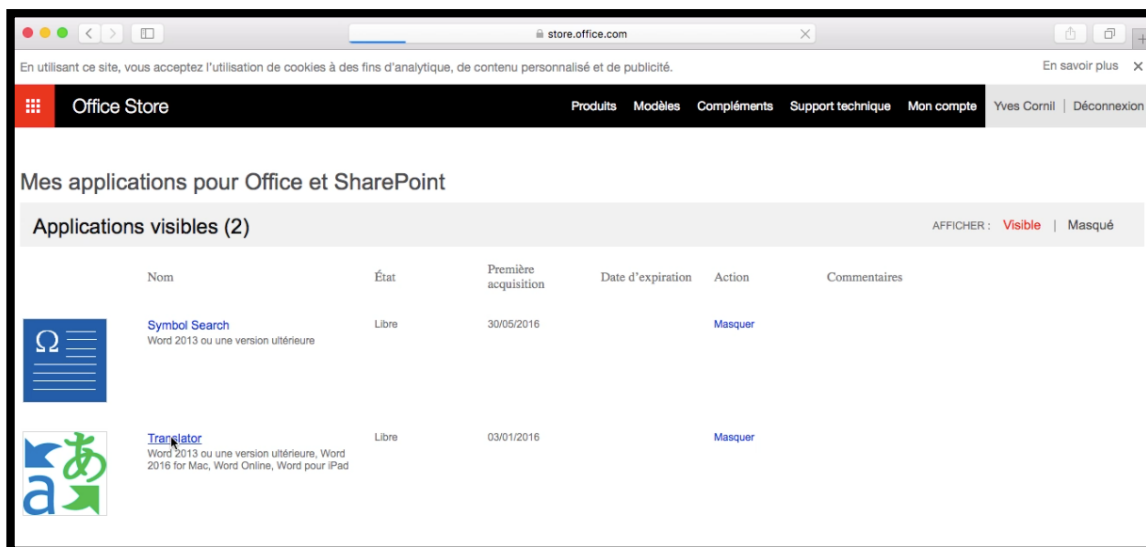 store.office.com
En utilisant ce site, vous acceptez l'utilisation de cookies à des fins d'analytique, de contenu personnalisé et de publicité.
En savoir plus
Office Store
Produits Modèles Compléments Support technique Mon compte Yves Cornil | Déconnexion
Mes applications pour Office et SharePoint
Applications visibles (2)
AFFICHER : Visible | Masqué
Nom État Première acquisition Date d'expiration Action Commentaires
Symbol Search Libre 30/05/2016 Masquer
Word 2013 ou une version ultérieure
Ω
Translator Libre 03/01/2016 Masquer
Word 2013 ou une version ultérieure, Word
2016 for Mac, Word Online, Word pour iPad
あ
a